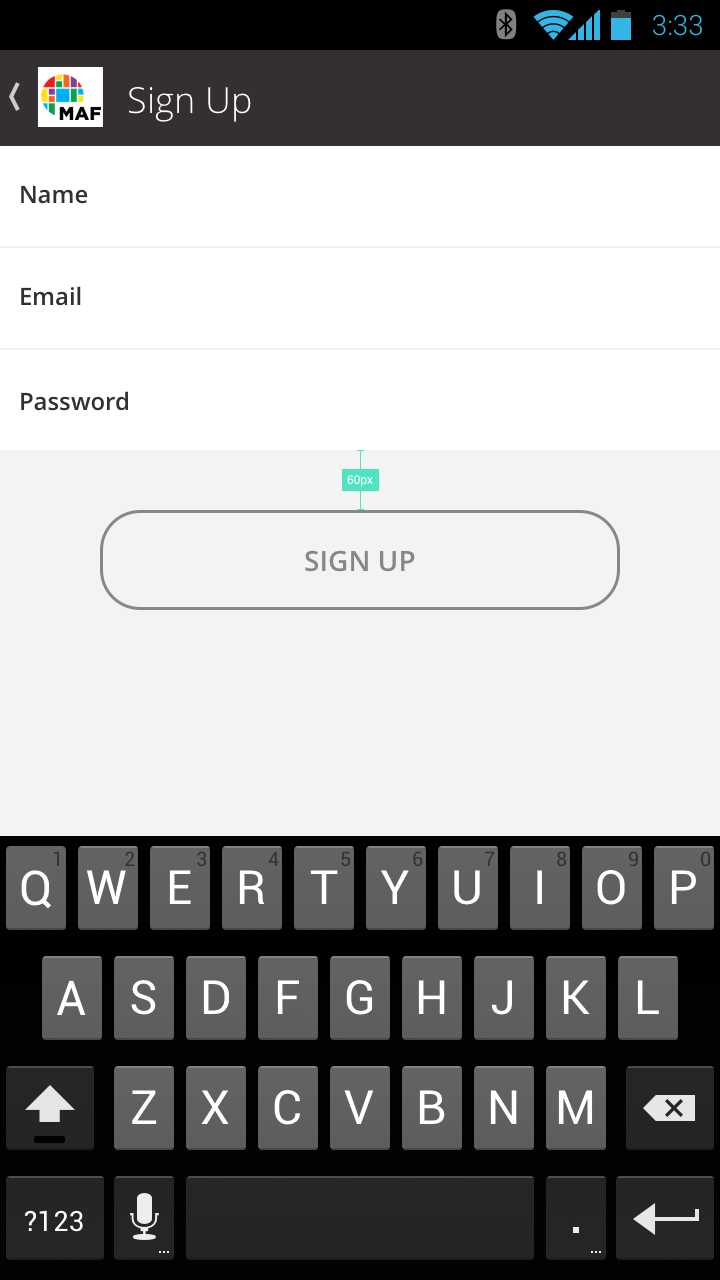 3:33
MAF
Sign Up
Name
Email
Password
60px
SIGN UP
1 2 3 4 5 6 7 8 9 0
Q W E R T Y U I O P
A S D F G H J K L
Z X C V B N M
?123 ... . ...